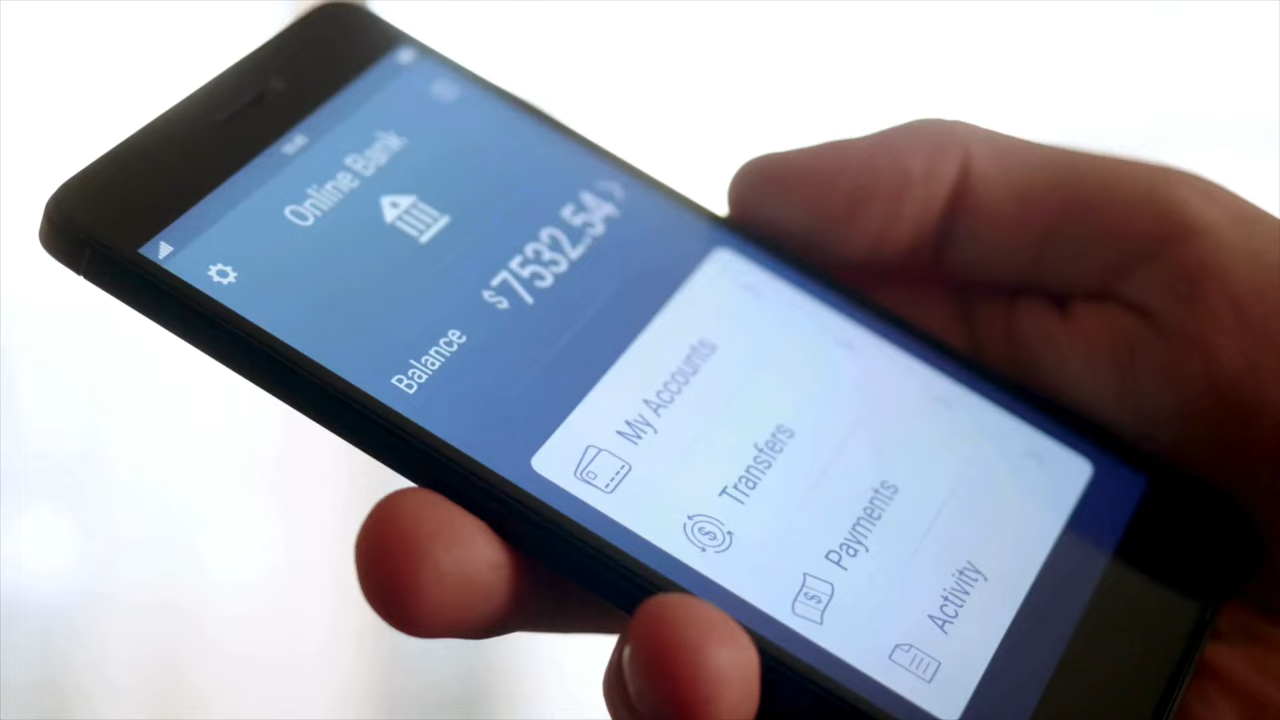 Online Bank
Balance
$7532.54
My Accounts
Transfers
Payments
Activity